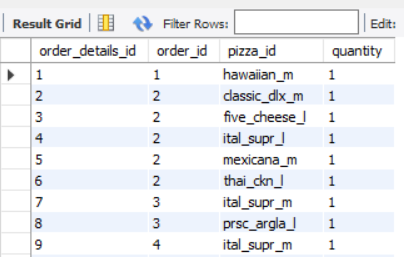 Result Grid Filter Rows: Edit:
order_details_id order_id pizza_id quantity
1 1 hawaiian_m 1
2 2 classic_dlx_m 1
3 2 five_cheese_l 1
4 2 ital_supr_l 1
5 2 mexicana_m 1
6 2 thai_ckn_l 1
7 3 ital_supr_m 1
8 3 prsc_argla_l 1
9 4 ital_supr_m 1